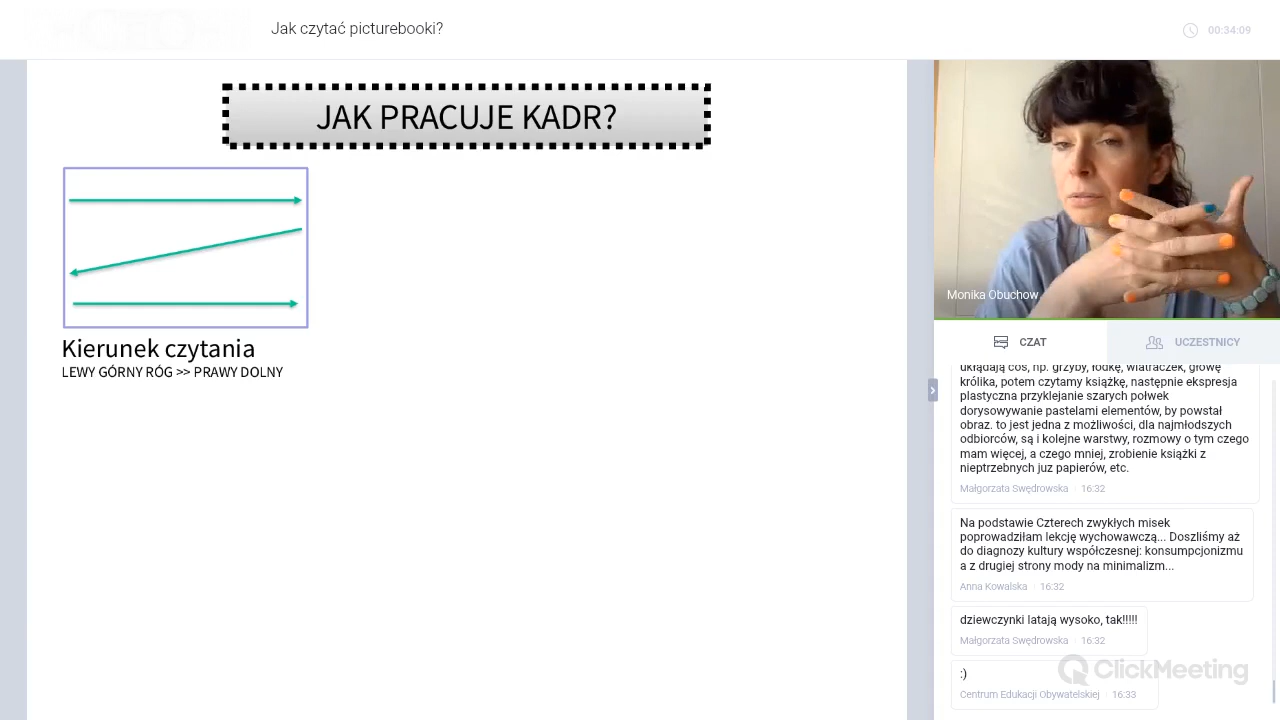 Jak czytać picturebooki?
00:34:09
JAK PRACUJE KADR?
Kierunek czytania
LEWY GÓRNY RÓG >> PRAWY DOLNY
Monika Obuchow
CZAT
UCZESTNICY
układają coś, np. grzyby, łódkę, wiatraczek, głowę
królika, potem czytamy książkę, następnie ekspresja
plastyczna przyklejanie szarych połwek
dorysowywanie pastelami elementów, by powstał
obraz. to jest jedna z możliwości, dla najmłodszych
odbiorców, są i kolejne warstwy, rozmowy o tym czego
mam więcej, a czego mniej, zrobienie książki z
nieptrzebnych juz papierów, etc.
Małgorzata Swędrowska · 16:32
Na podstawie Czterech zwykłych misek
poprowadziłam lekcję wychowawczą... Doszliśmy aż
do diagnozy kultury współczesnej: konsumpcjonizmu
a z drugiej strony mody na minimalizm...
Anna Kowalska · 16:32
dziewczynki latają wysoko, tak!!!!!
Małgorzata Swędrowska · 16:32
:)
Centrum Edukacji Obywatelskiej · 16:33
ClickMeeting